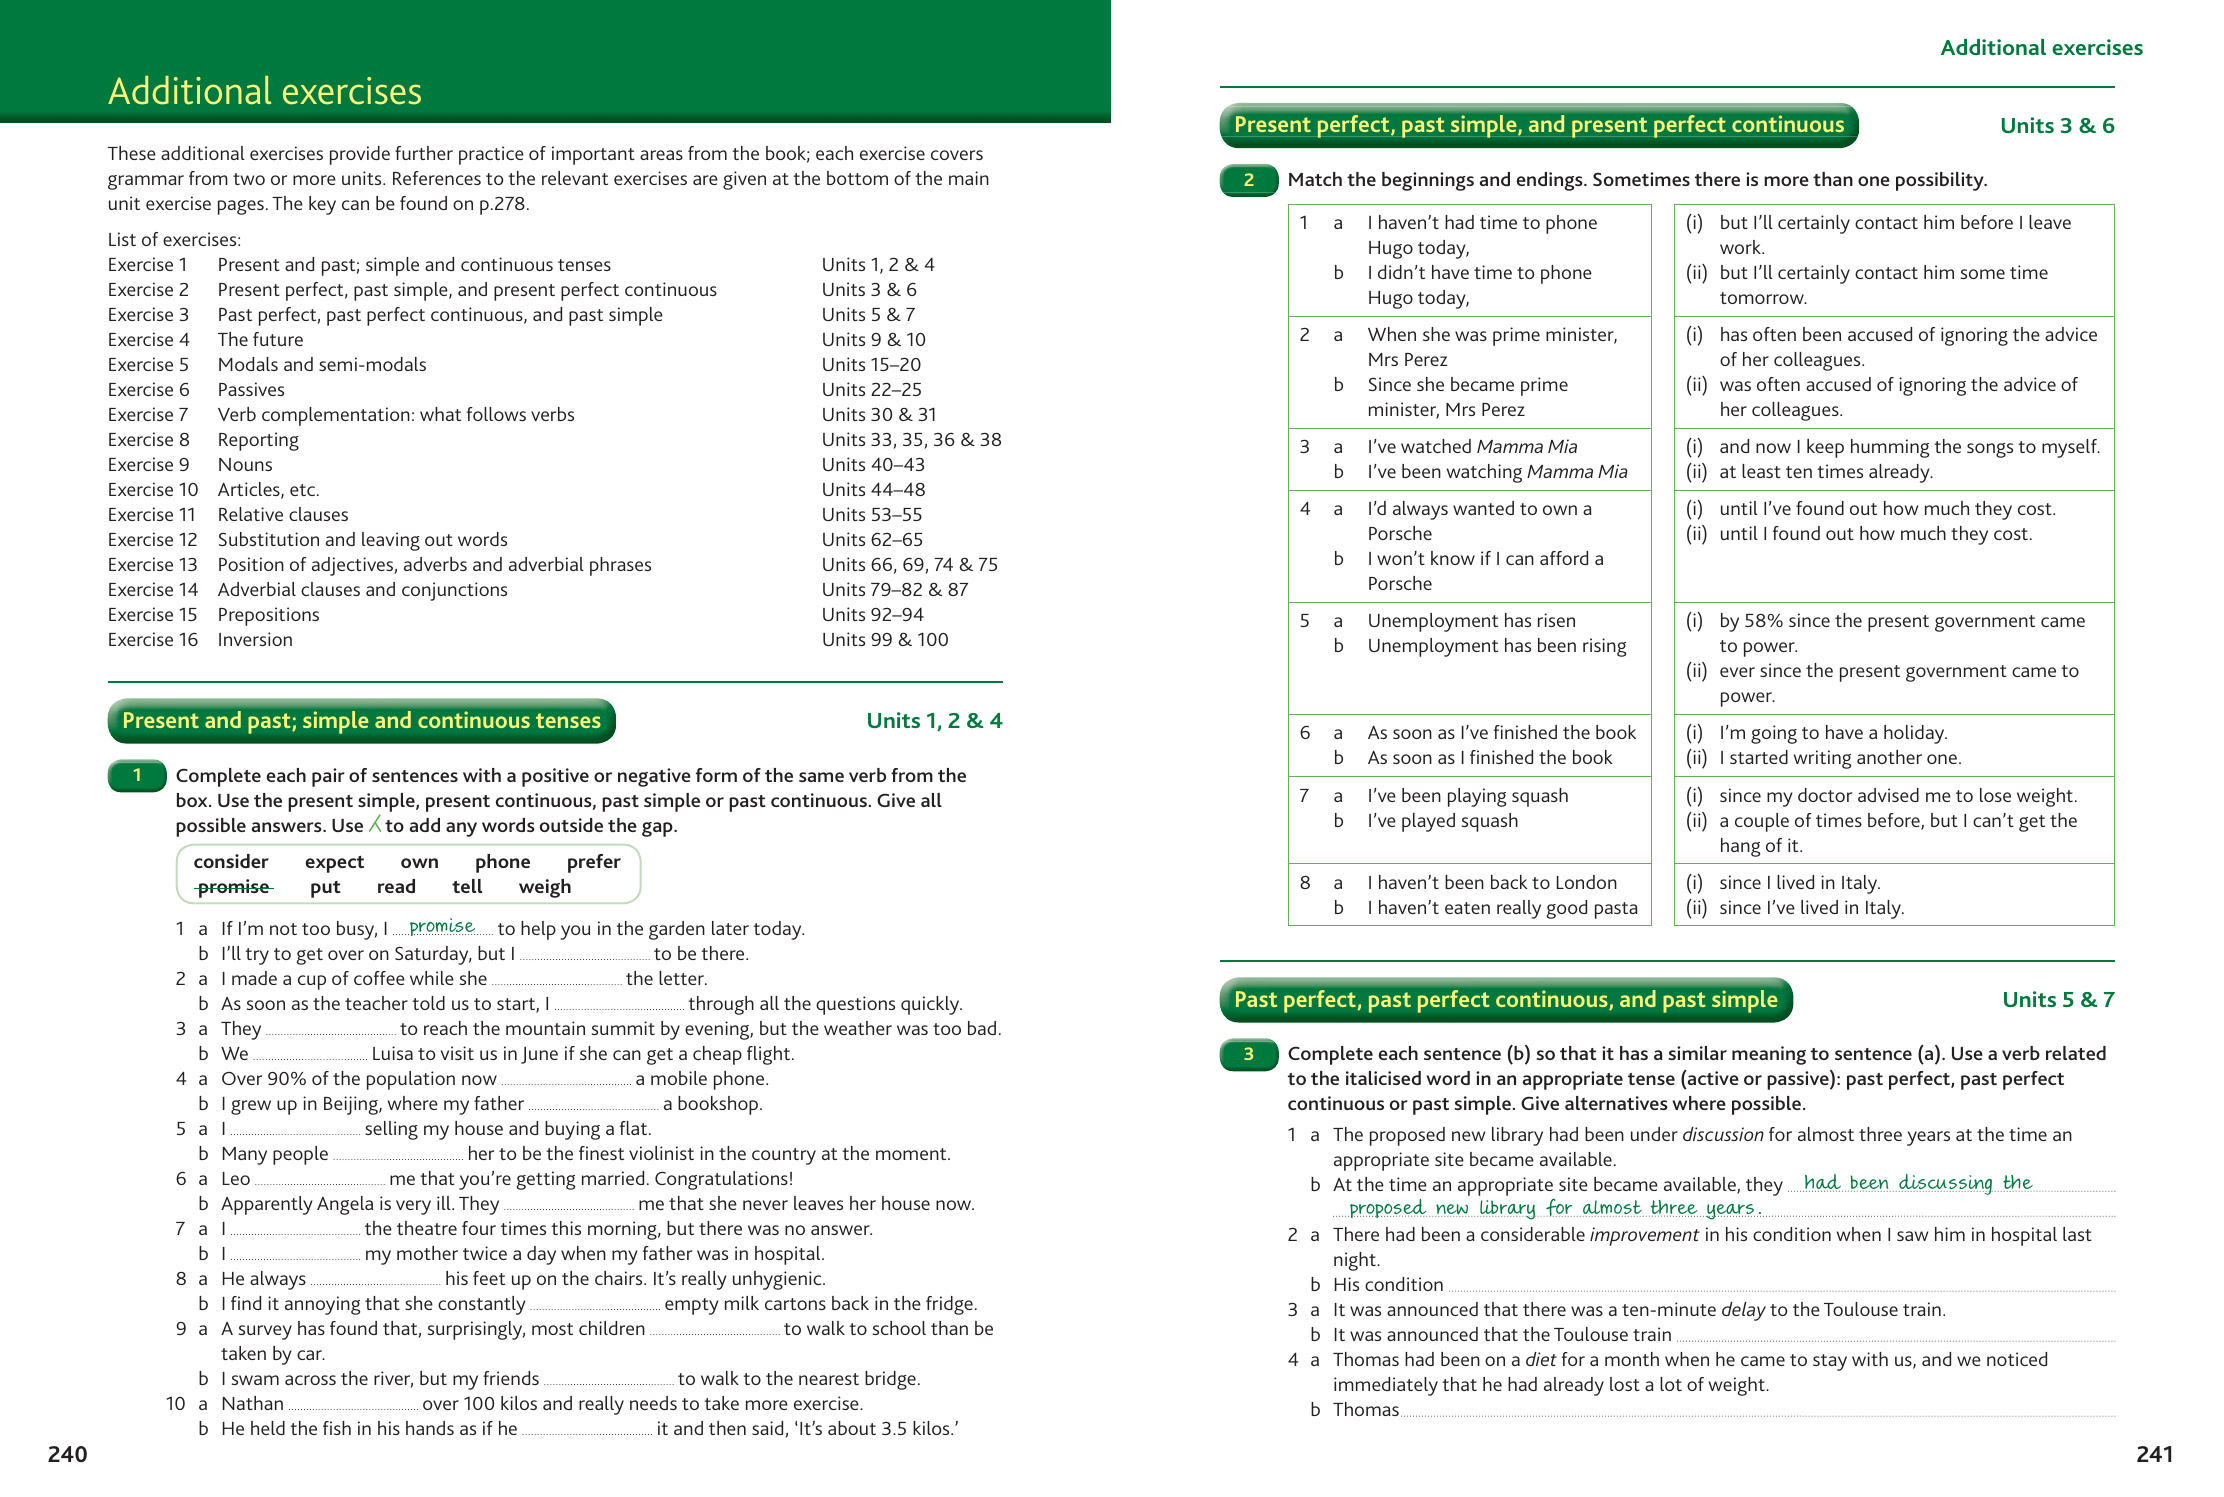 Additional exercises
These additional exercises provide further practice of important areas from the book; each exercise covers
grammar from two or more units. References to the relevant exercises are given at the bottom of the main
unit exercise pages. The key can be found on p.278.
List of exercises:
Exercise 1 Present and past; simple and continuous tenses Units 1, 2 & 4
Exercise 2 Present perfect, past simple, and present perfect continuous Units 3 & 6
Exercise 3 Past perfect, past perfect continuous, and past simple Units 5 & 7
Exercise 4 The future Units 9 & 10
Exercise 5 Modals and semi-modals Units 15–20
Exercise 6 Passives Units 22–25
Exercise 7 Verb complementation: what follows verbs Units 30 & 31
Exercise 8 Reporting Units 33, 35, 36 & 38
Exercise 9 Nouns Units 40–43
Exercise 10 Articles, etc. Units 44–48
Exercise 11 Relative clauses Units 53–55
Exercise 12 Substitution and leaving out words Units 62–65
Exercise 13 Position of adjectives, adverbs and adverbial phrases Units 66, 69, 74 & 75
Exercise 14 Adverbial clauses and conjunctions Units 79–82 & 87
Exercise 15 Prepositions Units 92–94
Exercise 16 Inversion Units 99 & 100
Present and past; simple and continuous tenses Units 1, 2 & 4
1 Complete each pair of sentences with a positive or negative form of the same verb from the
box. Use the present simple, present continuous, past simple or past continuous. Give all
possible answers. Use ⁁ to add any words outside the gap.
consider expect own phone prefer
promise put read tell weigh
1 a If I'm not too busy, I promise to help you in the garden later today.
b I'll try to get over on Saturday, but I ........ to be there.
2 a I made a cup of coffee while she ........ the letter.
b As soon as the teacher told us to start, I ........ through all the questions quickly.
3 a They ........ to reach the mountain summit by evening, but the weather was too bad.
b We ........ Luisa to visit us in June if she can get a cheap flight.
4 a Over 90% of the population now ........ a mobile phone.
b I grew up in Beijing, where my father ........ a bookshop.
5 a I ........ selling my house and buying a flat.
b Many people ........ her to be the finest violinist in the country at the moment.
6 a Leo ........ me that you're getting married. Congratulations!
b Apparently Angela is very ill. They ........ me that she never leaves her house now.
7 a I ........ the theatre four times this morning, but there was no answer.
b I ........ my mother twice a day when my father was in hospital.
8 a He always ........ his feet up on the chairs. It's really unhygienic.
b I find it annoying that she constantly ........ empty milk cartons back in the fridge.
9 a A survey has found that, surprisingly, most children ........ to walk to school than be
taken by car.
b I swam across the river, but my friends ........ to walk to the nearest bridge.
10 a Nathan ........ over 100 kilos and really needs to take more exercise.
b He held the fish in his hands as if he ........ it and then said, 'It's about 3.5 kilos.'
240
Additional exercises
Present perfect, past simple, and present perfect continuous Units 3 & 6
2 Match the beginnings and endings. Sometimes there is more than one possibility.
1 a I haven't had time to phone
Hugo today,
b I didn't have time to phone
Hugo today,
(i) but I'll certainly contact him before I leave
work.
(ii) but I'll certainly contact him some time
tomorrow.
2 a When she was prime minister,
Mrs Perez
b Since she became prime
minister, Mrs Perez
(i) has often been accused of ignoring the advice
of her colleagues.
(ii) was often accused of ignoring the advice of
her colleagues.
3 a I've watched Mamma Mia
b I've been watching Mamma Mia
(i) and now I keep humming the songs to myself.
(ii) at least ten times already.
4 a I'd always wanted to own a
Porsche
b I won't know if I can afford a
Porsche
(i) until I've found out how much they cost.
(ii) until I found out how much they cost.
5 a Unemployment has risen
b Unemployment has been rising
(i) by 58% since the present government came
to power.
(ii) ever since the present government came to
power.
6 a As soon as I've finished the book
b As soon as I finished the book
(i) I'm going to have a holiday.
(ii) I started writing another one.
7 a I've been playing squash
b I've played squash
(i) since my doctor advised me to lose weight.
(ii) a couple of times before, but I can't get the
hang of it.
8 a I haven't been back to London
b I haven't eaten really good pasta
(i) since I lived in Italy.
(ii) since I've lived in Italy.
Past perfect, past perfect continuous, and past simple Units 5 & 7
3 Complete each sentence (b) so that it has a similar meaning to sentence (a). Use a verb related
to the italicised word in an appropriate tense (active or passive): past perfect, past perfect
continuous or past simple. Give alternatives where possible.
1 a The proposed new library had been under discussion for almost three years at the time an
appropriate site became available.
b At the time an appropriate site became available, they had been discussing the
proposed new library for almost three years.
2 a There had been a considerable improvement in his condition when I saw him in hospital last
night.
b His condition ........
3 a It was announced that there was a ten-minute delay to the Toulouse train.
b It was announced that the Toulouse train ........
4 a Thomas had been on a diet for a month when he came to stay with us, and we noticed
immediately that he had already lost a lot of weight.
b Thomas ........
241